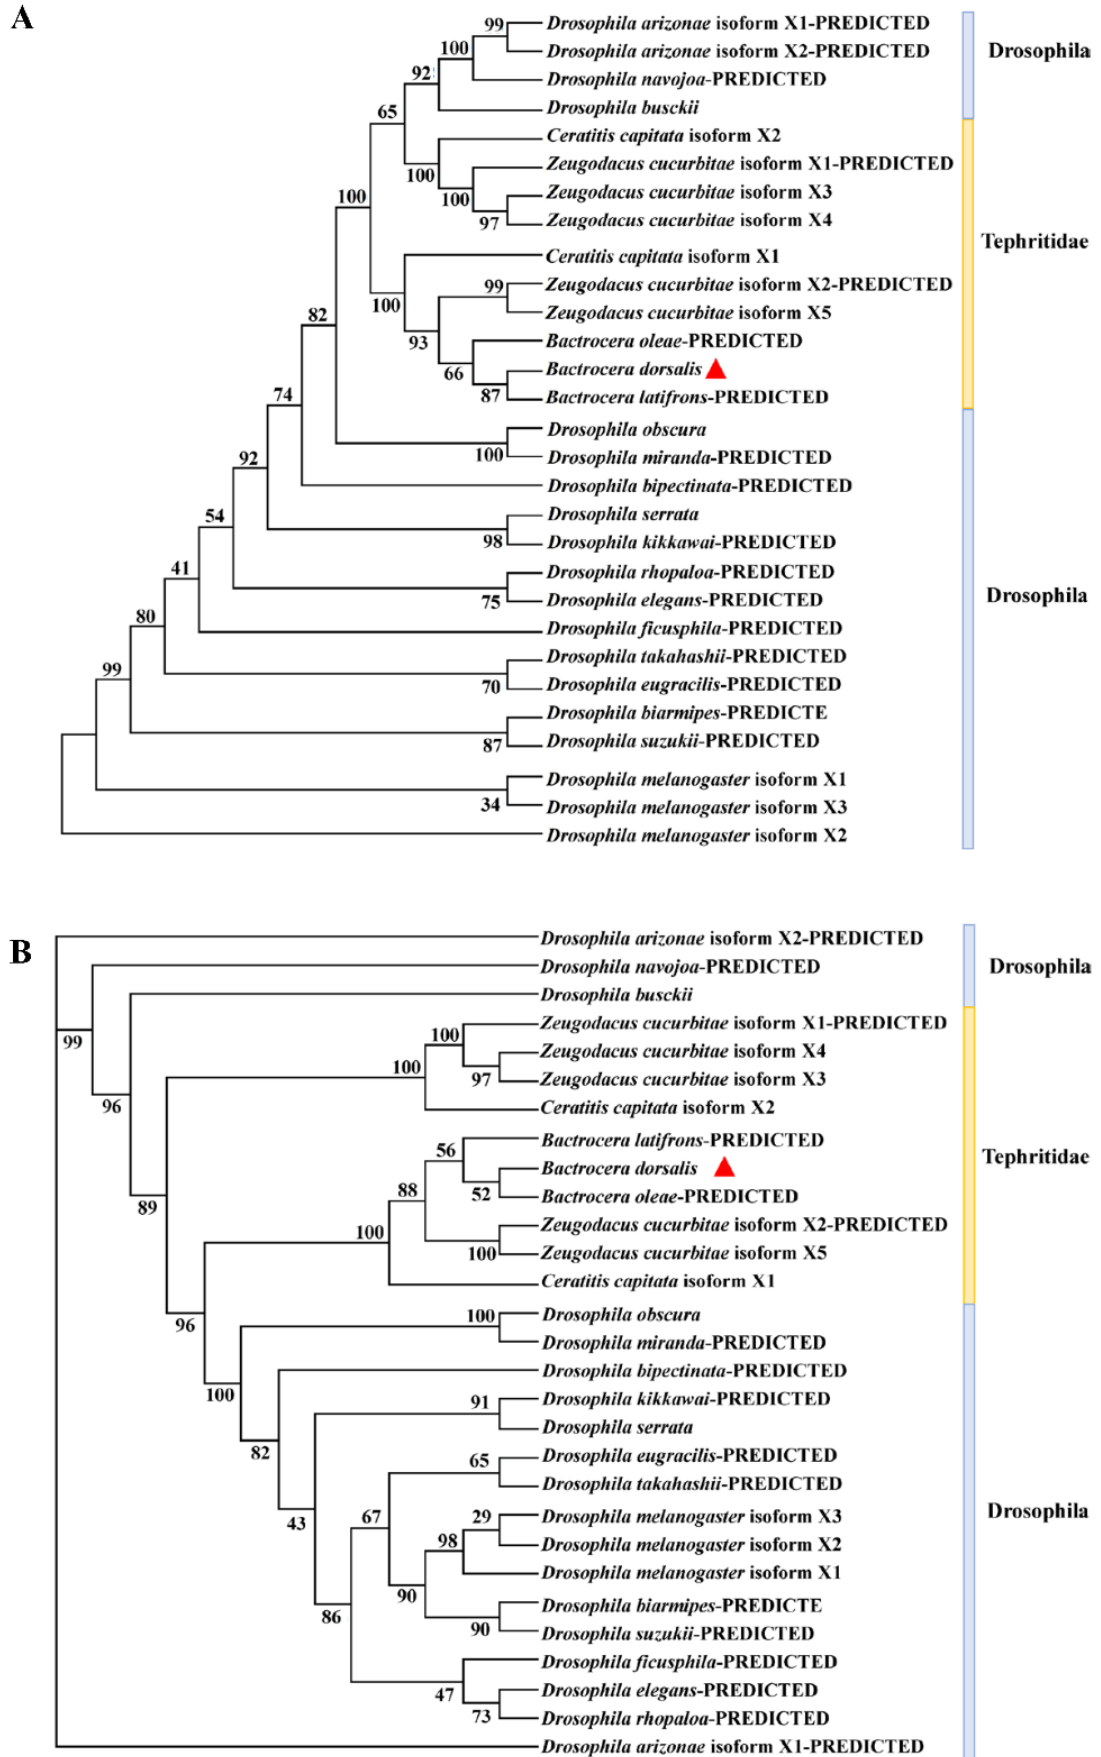 A
99
Drosophila arizonae isoform X1-PREDICTED
100
Drosophila arizonae isoform X2-PREDICTED
Drosophila
92
Drosophila navojoa-PREDICTED
65
Drosophila busckii
Ceratitis capitata isoform X2
100
Zeugodacus cucurbitae isoform X1-PREDICTED
100
100
Zeugodacus cucurbitae isoform X3
97
Zeugodacus cucurbitae isoform X4
Tephritidae
Ceratitis capitata isoform X1
100
99
Zeugodacus cucurbitae isoform X2-PREDICTED
82
Zeugodacus cucurbitae isoform X5
93
Bactrocera oleae-PREDICTED
66
Bactrocera dorsalis
87
Bactrocera latifrons-PREDICTED
74
Drosophila obscura
100
Drosophila miranda-PREDICTED
92
Drosophila bipectinata-PREDICTED
54
Drosophila serrata
98
Drosophila kikkawai-PREDICTED
41
Drosophila rhopaloa-PREDICTED
75
Drosophila elegans-PREDICTED
Drosophila
80
Drosophila ficusphila-PREDICTED
99
Drosophila takahashii-PREDICTED
70
Drosophila eugracilis-PREDICTED
Drosophila biarmipes-PREDICTE
87
Drosophila suzukii-PREDICTED
Drosophila melanogaster isoform X1
34
Drosophila melanogaster isoform X3
Drosophila melanogaster isoform X2
B
Drosophila arizonae isoform X2-PREDICTED
Drosophila navojoa-PREDICTED
Drosophila
Drosophila busckii
99
100
Zeugodacus cucurbitae isoform X1-PREDICTED
100
Zeugodacus cucurbitae isoform X4
97
Zeugodacus cucurbitae isoform X3
96
Ceratitis capitata isoform X2
56
Bactrocera latifrons-PREDICTED
Tephritidae
Bactrocera dorsalis
88
52
Bactrocera oleae-PREDICTED
89
100
Zeugodacus cucurbitae isoform X2-PREDICTED
100
Zeugodacus cucurbitae isoform X5
Ceratitis capitata isoform X1
96
100
Drosophila obscura
Drosophila miranda-PREDICTED
100
Drosophila bipectinata-PREDICTED
91
Drosophila kikkawai-PREDICTED
Drosophila serrata
82
65
Drosophila eugracilis-PREDICTED
Drosophila takahashii-PREDICTED
43
67
29
Drosophila melanogaster isoform X3
Drosophila
98
Drosophila melanogaster isoform X2
Drosophila melanogaster isoform X1
90
Drosophila biarmipes-PREDICTE
86
90
Drosophila suzukii-PREDICTED
Drosophila ficusphila-PREDICTED
47
Drosophila elegans-PREDICTED
73
Drosophila rhopaloa-PREDICTED
Drosophila arizonae isoform X1-PREDICTED